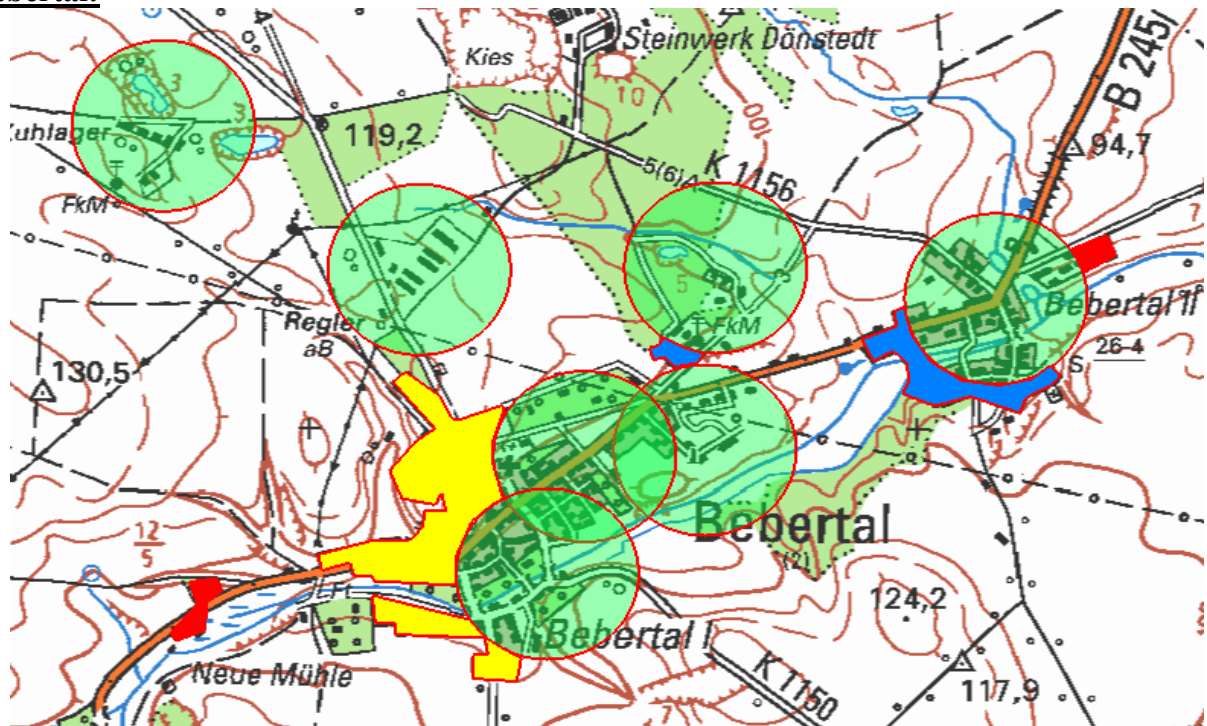 Steinwerk Dönstedt
Kies
3
10
B 245
100
3
Kuhlager
119,2
94,7
5(6)
K 1156
FkM
7
5
Bebertal II
Regler
FkM
aB
26-4
130,5
S
Bebertal
12
5
(2)
124,2
Bebertal I
Neue Mühle
K 1150
117,9